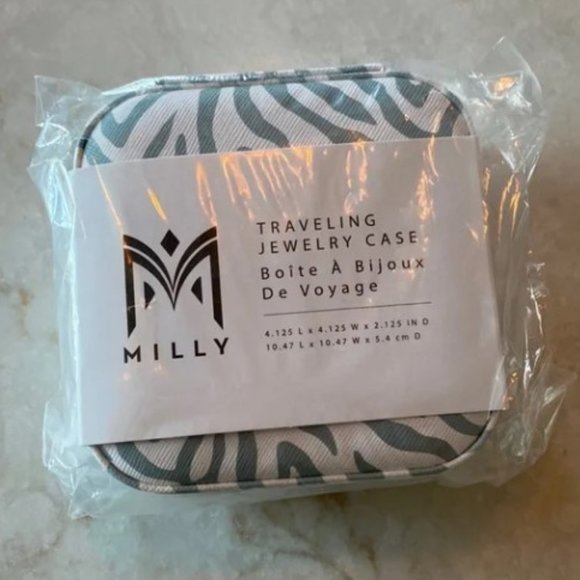 MILLY
TRAVELING
JEWELRY CASE
Boîte À Bijoux
De Voyage
4.125 L x 4.125 W x 2.125 iN D
10.47 L x 10.47 W x 5.4 cm D